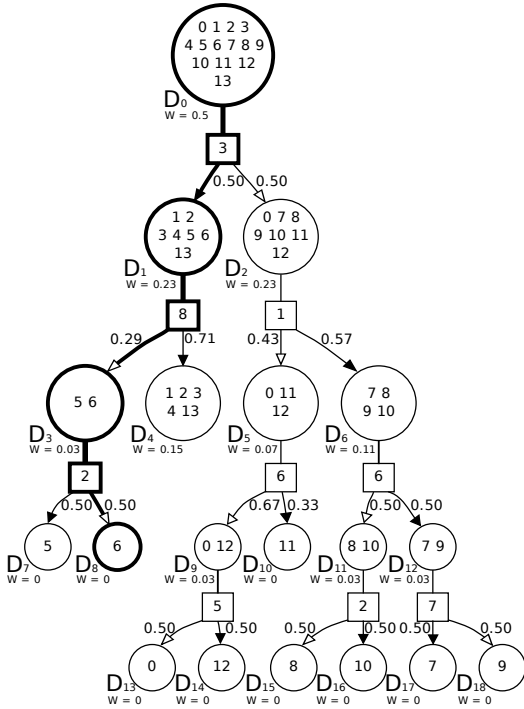 0 1 2 3
4 5 6 7 8 9
10 11 12
13
D0
W = 0.5
3
0.50 0.50
1 2
3 4 5 6
13
D1
W = 0.23
0 7 8
9 10 11
12
D2
W = 0.23
8
1
0.29 0.71 0.43 0.57
5 6
D3
W = 0.03
1 2 3
4 13
D4
W = 0.15
0 11
12
D5
W = 0.07
7 8
9 10
D6
W = 0.11
2
6
6
0.50 0.50 0.67 0.33 0.50 0.50
5
D7
W = 0
6
D8
W = 0
0 12
D9
W = 0.03
11
D10
W = 0
8 10
D11
W = 0.03
7 9
D12
W = 0.03
5
2
7
0.50 0.50 0.50 0.50 0.50 0.50
0
D13
W = 0
12
D14
W = 0
8
D15
W = 0
10
D16
W = 0
7
D17
W = 0
9
D18
W = 0